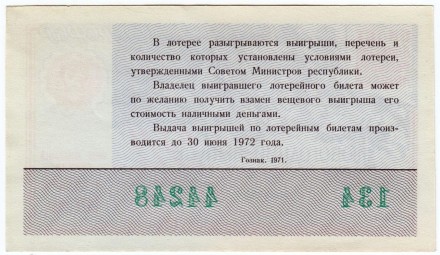 В лотерее разыгрываются выигрыши, перечень и
количество которых установлены условиями лотереи,
утвержденными Советом Министров республики.
Владелец выигравшего лотерейного билета может
по желанию получить взамен вещевого выигрыша его
стоимость наличными деньгами.
Выдача выигрышей по лотерейным билетам произ-
водится до 30 июня 1972 года.
Гознак. 1971.
44248 134